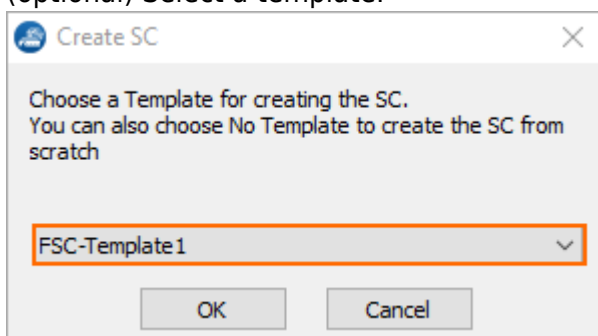 (optional) Select a template.
Create SC
Choose a Template for creating the SC.
You can also choose No Template to create the SC from
scratch
FSC-Template1
OK
Cancel